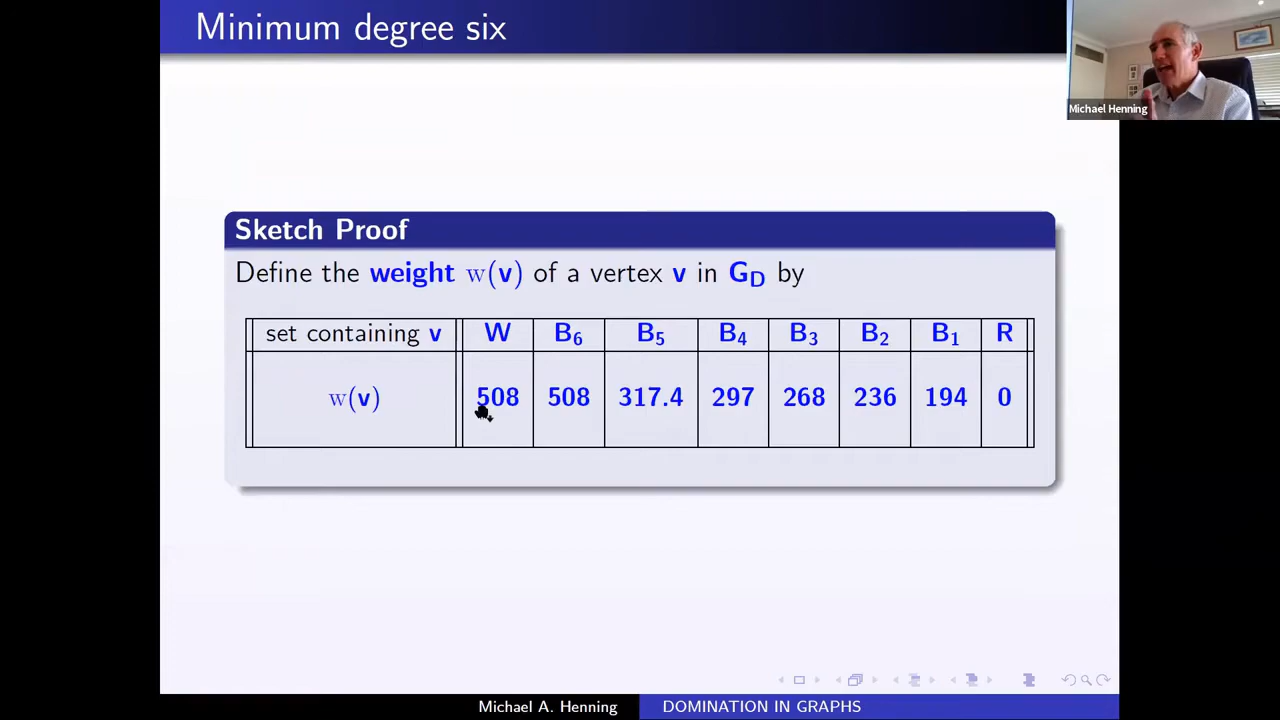 Minimum degree six
Michael Henning
Sketch Proof
Define the weight w(v) of a vertex v in G_D by
set containing v W B₆ B₅ B₄ B₃ B₂ B₁ R
w(v) 508 508 317.4 297 268 236 194 0
Michael A. Henning DOMINATION IN GRAPHS